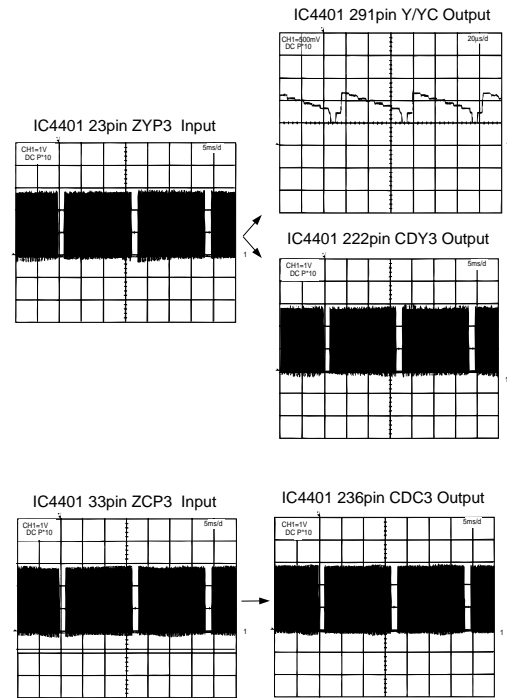 IC4401 291pin Y/YC Output
CH1=500mV
DC P*10
20µs/d
IC4401 23pin ZYP3 Input
CH1=1V
DC P*10
5ms/d
1
IC4401 222pin CDY3 Output
CH1=1V
DC P*10
5ms/d
1
IC4401 33pin ZCP3 Input
CH1=1V
DC P*10
5ms/d
1
IC4401 236pin CDC3 Output
CH1=1V
DC P*10
5ms/d
1